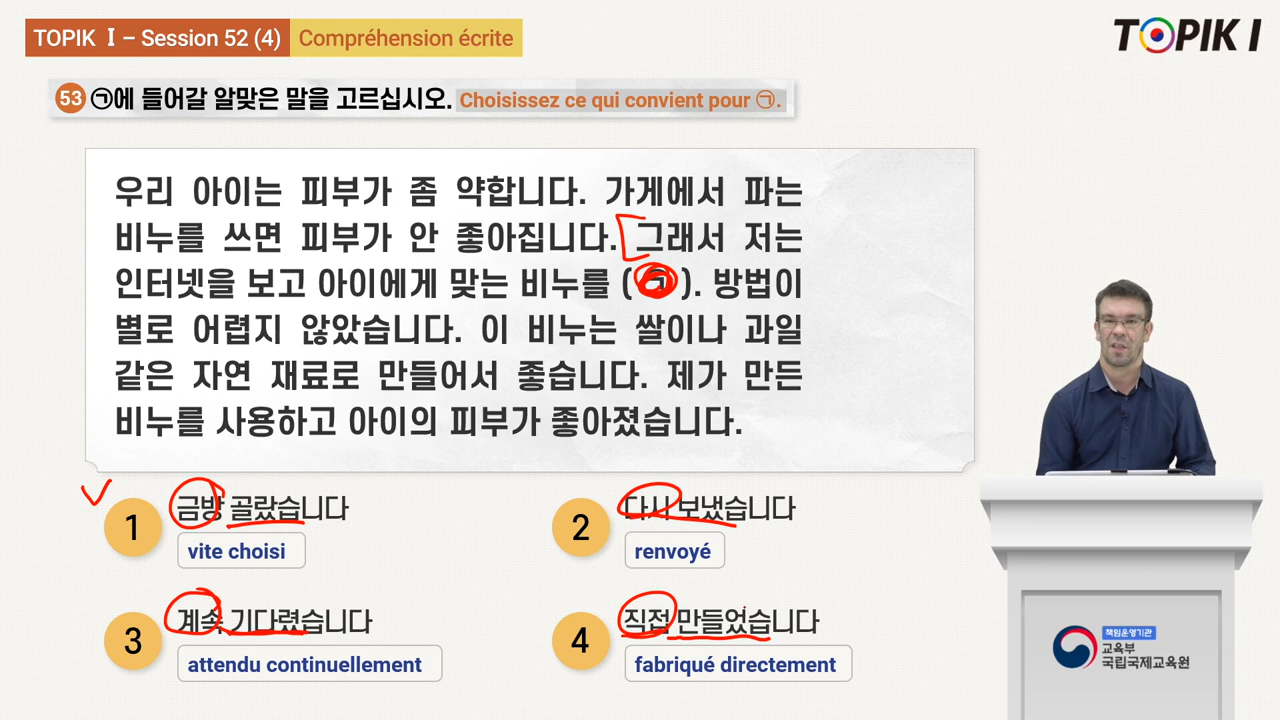 TOPIK Ⅰ – Session 52 (4) Compréhension écrite
TOPIK I
53 ㉠에 들어갈 알맞은 말을 고르십시오. Choisissez ce qui convient pour ㉠.
우리 아이는 피부가 좀 약합니다. 가게에서 파는
비누를 쓰면 피부가 안 좋아집니다. 그래서 저는
인터넷을 보고 아이에게 맞는 비누를 ( ㉠ ). 방법이
별로 어렵지 않았습니다. 이 비누는 쌀이나 과일
같은 자연 재료로 만들어서 좋습니다. 제가 만든
비누를 사용하고 아이의 피부가 좋아졌습니다.
1 금방 골랐습니다
vite choisi
2 다시 보냈습니다
renvoyé
3 계속 기다렸습니다
attendu continuellement
4 직접 만들었습니다
fabriqué directement
책임운영기관
교육부
국립국제교육원